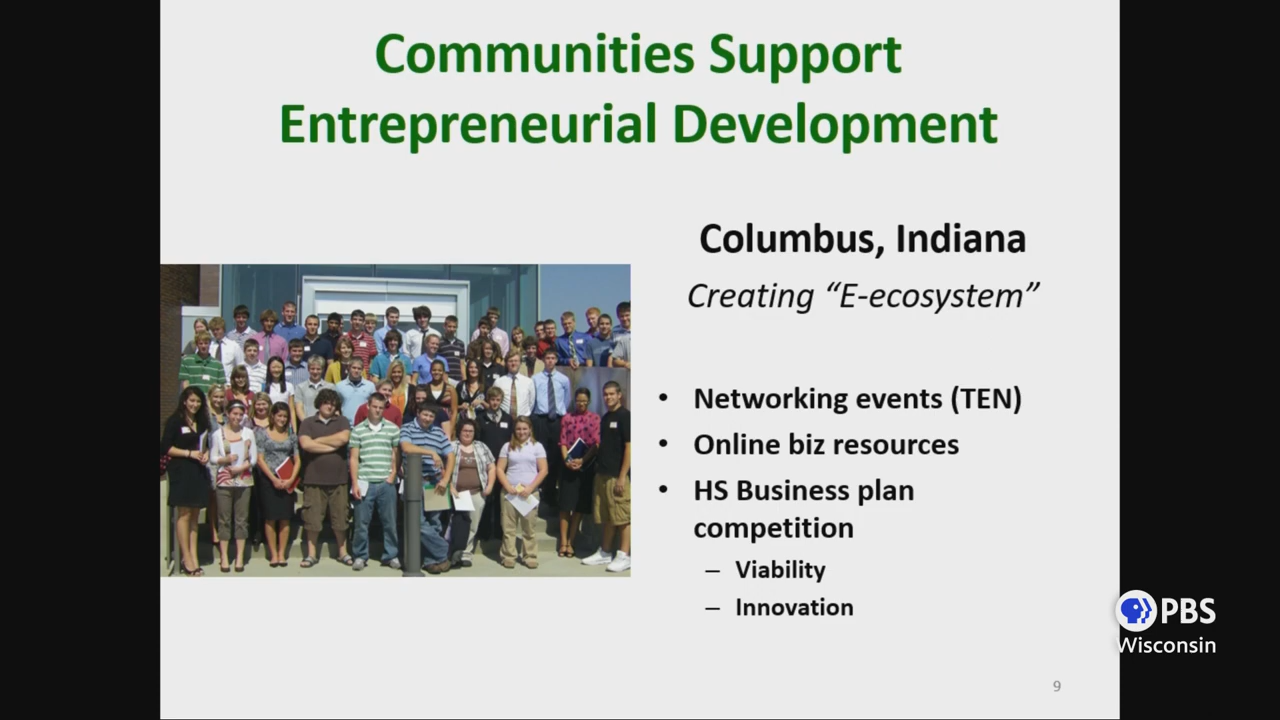 Communities Support
Entrepreneurial Development
Columbus, Indiana
Creating “E-ecosystem”
• Networking events (TEN)
• Online biz resources
• HS Business plan
competition
– Viability
– Innovation
PBS
Wisconsin
9